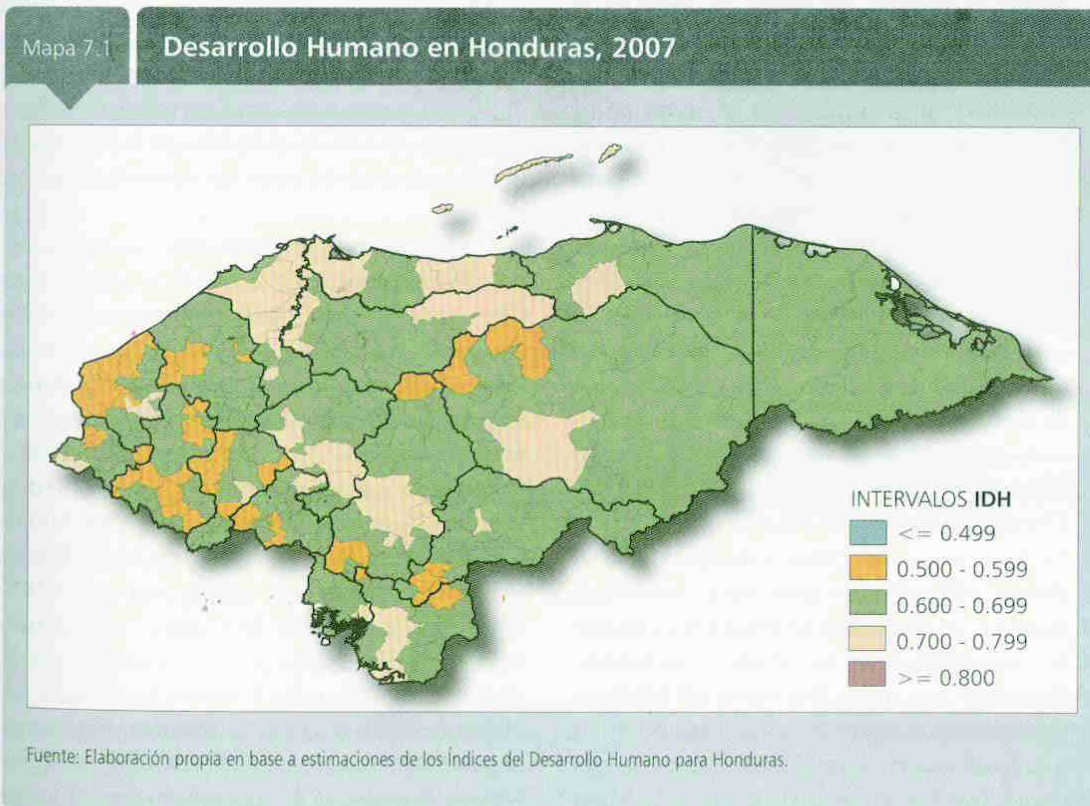 Mapa 7.1
Desarrollo Humano en Honduras, 2007
INTERVALOS IDH
<= 0.499
0.500 - 0.599
0.600 - 0.699
0.700 - 0.799
>= 0.800
Fuente: Elaboración propia en base a estimaciones de los Índices del Desarrollo Humano para Honduras.